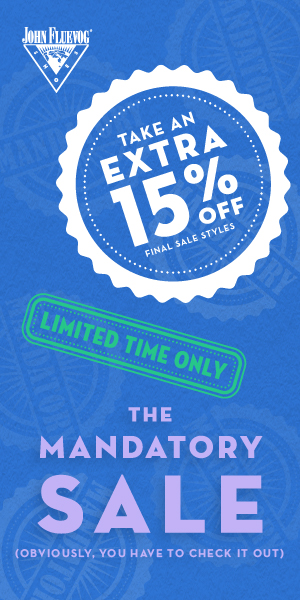 JOHN FLUEVOG
SHOES
TAKE AN
EXTRA
15%
OFF
FINAL SALE STYLES
LIMITED TIME ONLY
THE
MANDATORY
SALE
(OBVIOUSLY, YOU HAVE TO CHECK IT OUT)